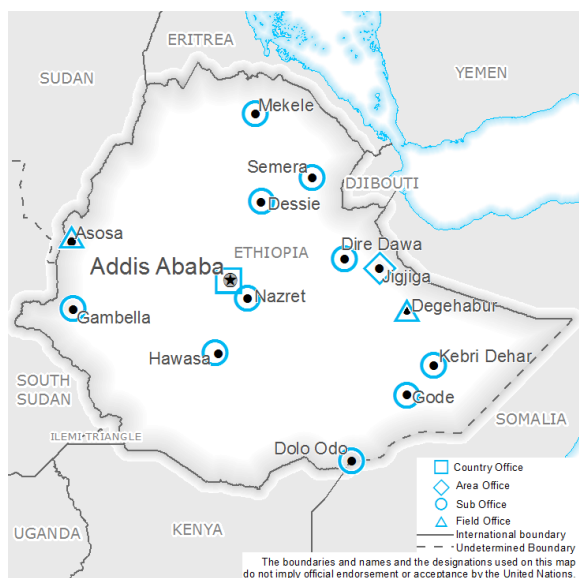 ERITREA
SUDAN
YEMEN
Mekele
Semera
DJIBOUTI
Dessie
Asosa
ETHIOPIA
Dire Dawa
Addis Ababa
Jigjiga
Nazret
Degehabur
Gambella
Hawasa
Kebri Dehar
SOUTH
SUDAN
Gode
SOMALIA
ILEMI TRIANGLE
Dolo Odo
Country Office
Area Office
Sub Office
Field Office
International boundary
Undetermined Boundary
UGANDA
KENYA
The boundaries and names and the designations used on this map
do not imply official endorsement or acceptance by the United Nations.